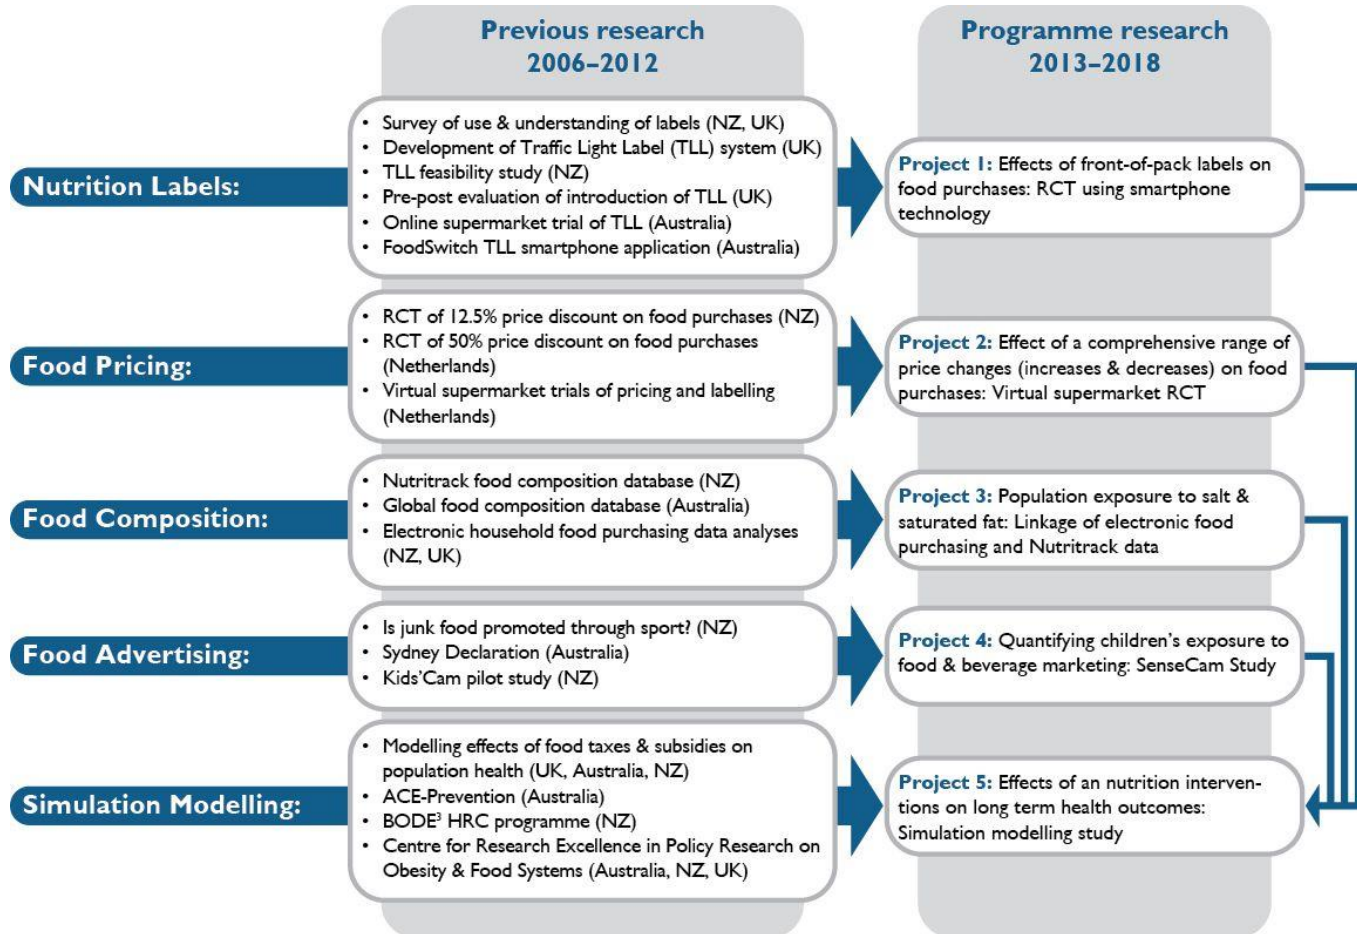 Previous research
2006–2012
Programme research
2013–2018
Nutrition Labels:
• Survey of use & understanding of labels (NZ, UK)
• Development of Traffic Light Label (TLL) system (UK)
• TLL feasibility study (NZ)
• Pre-post evaluation of introduction of TLL (UK)
• Online supermarket trial of TLL (Australia)
• FoodSwitch TLL smartphone application (Australia)
Project 1: Effects of front-of-pack labels on
food purchases: RCT using smartphone
technology
Food Pricing:
• RCT of 12.5% price discount on food purchases (NZ)
• RCT of 50% price discount on food purchases
(Netherlands)
• Virtual supermarket trials of pricing and labelling
(Netherlands)
Project 2: Effect of a comprehensive range of
price changes (increases & decreases) on food
purchases: Virtual supermarket RCT
Food Composition:
• Nutritrack food composition database (NZ)
• Global food composition database (Australia)
• Electronic household food purchasing data analyses
(NZ, UK)
Project 3: Population exposure to salt &
saturated fat: Linkage of electronic food
purchasing and Nutritrack data
Food Advertising:
• Is junk food promoted through sport? (NZ)
• Sydney Declaration (Australia)
• Kids’Cam pilot study (NZ)
Project 4: Quantifying children’s exposure to
food & beverage marketing: SenseCam Study
Simulation Modelling:
• Modelling effects of food taxes & subsidies on
population health (UK, Australia, NZ)
• ACE-Prevention (Australia)
• BODE³ HRC programme (NZ)
• Centre for Research Excellence in Policy Research on
Obesity & Food Systems (Australia, NZ, UK)
Project 5: Effects of an nutrition interven-
tions on long term health outcomes:
Simulation modelling study